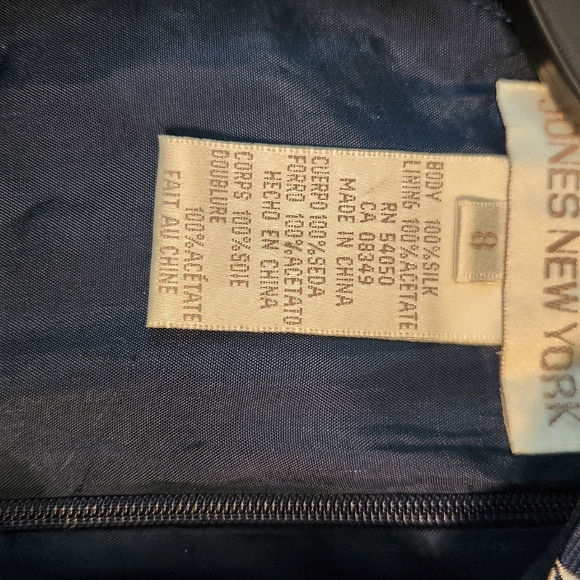 JONES NEW YORK
8
BODY 100%SILK
LINING 100%ACETATE
RN 54050
CA 08349
MADE IN CHINA
CUERPO 100%SEDA
FORRO 100%ACETATO
HECHO EN CHINA
CORPS 100%SOIE
DOUBLURE
100%ACÉTATE
FAIT AU CHINE